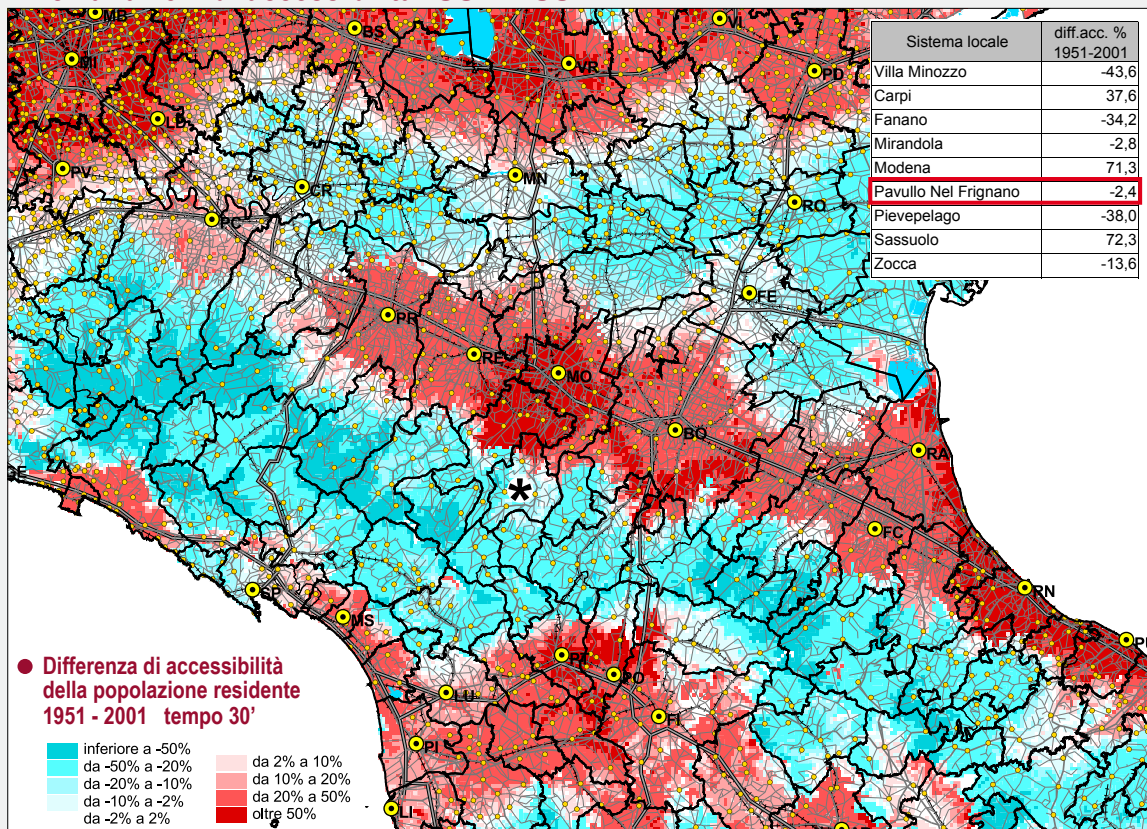 Sistema locale diff.acc. % 1951-2001
Villa Minozzo -43,6
Carpi 37,6
Fanano -34,2
Mirandola -2,8
Modena 71,3
Pavullo Nel Frignano -2,4
Pievepelago -38,0
Sassuolo 72,3
Zocca -13,6
MB
BS
VI
MI
VR
PD
PV
CR
MN
RO
FE
PR
RE
MO
BO
RA
*
FC
SP
RN
MS
LU
PO
FI
PI
LI
● Differenza di accessibilità
della popolazione residente
1951 - 2001 tempo 30'
inferiore a -50%
da -50% a -20%
da -20% a -10%
da -10% a -2%
da -2% a 2%
da 2% a 10%
da 10% a 20%
da 20% a 50%
oltre 50%